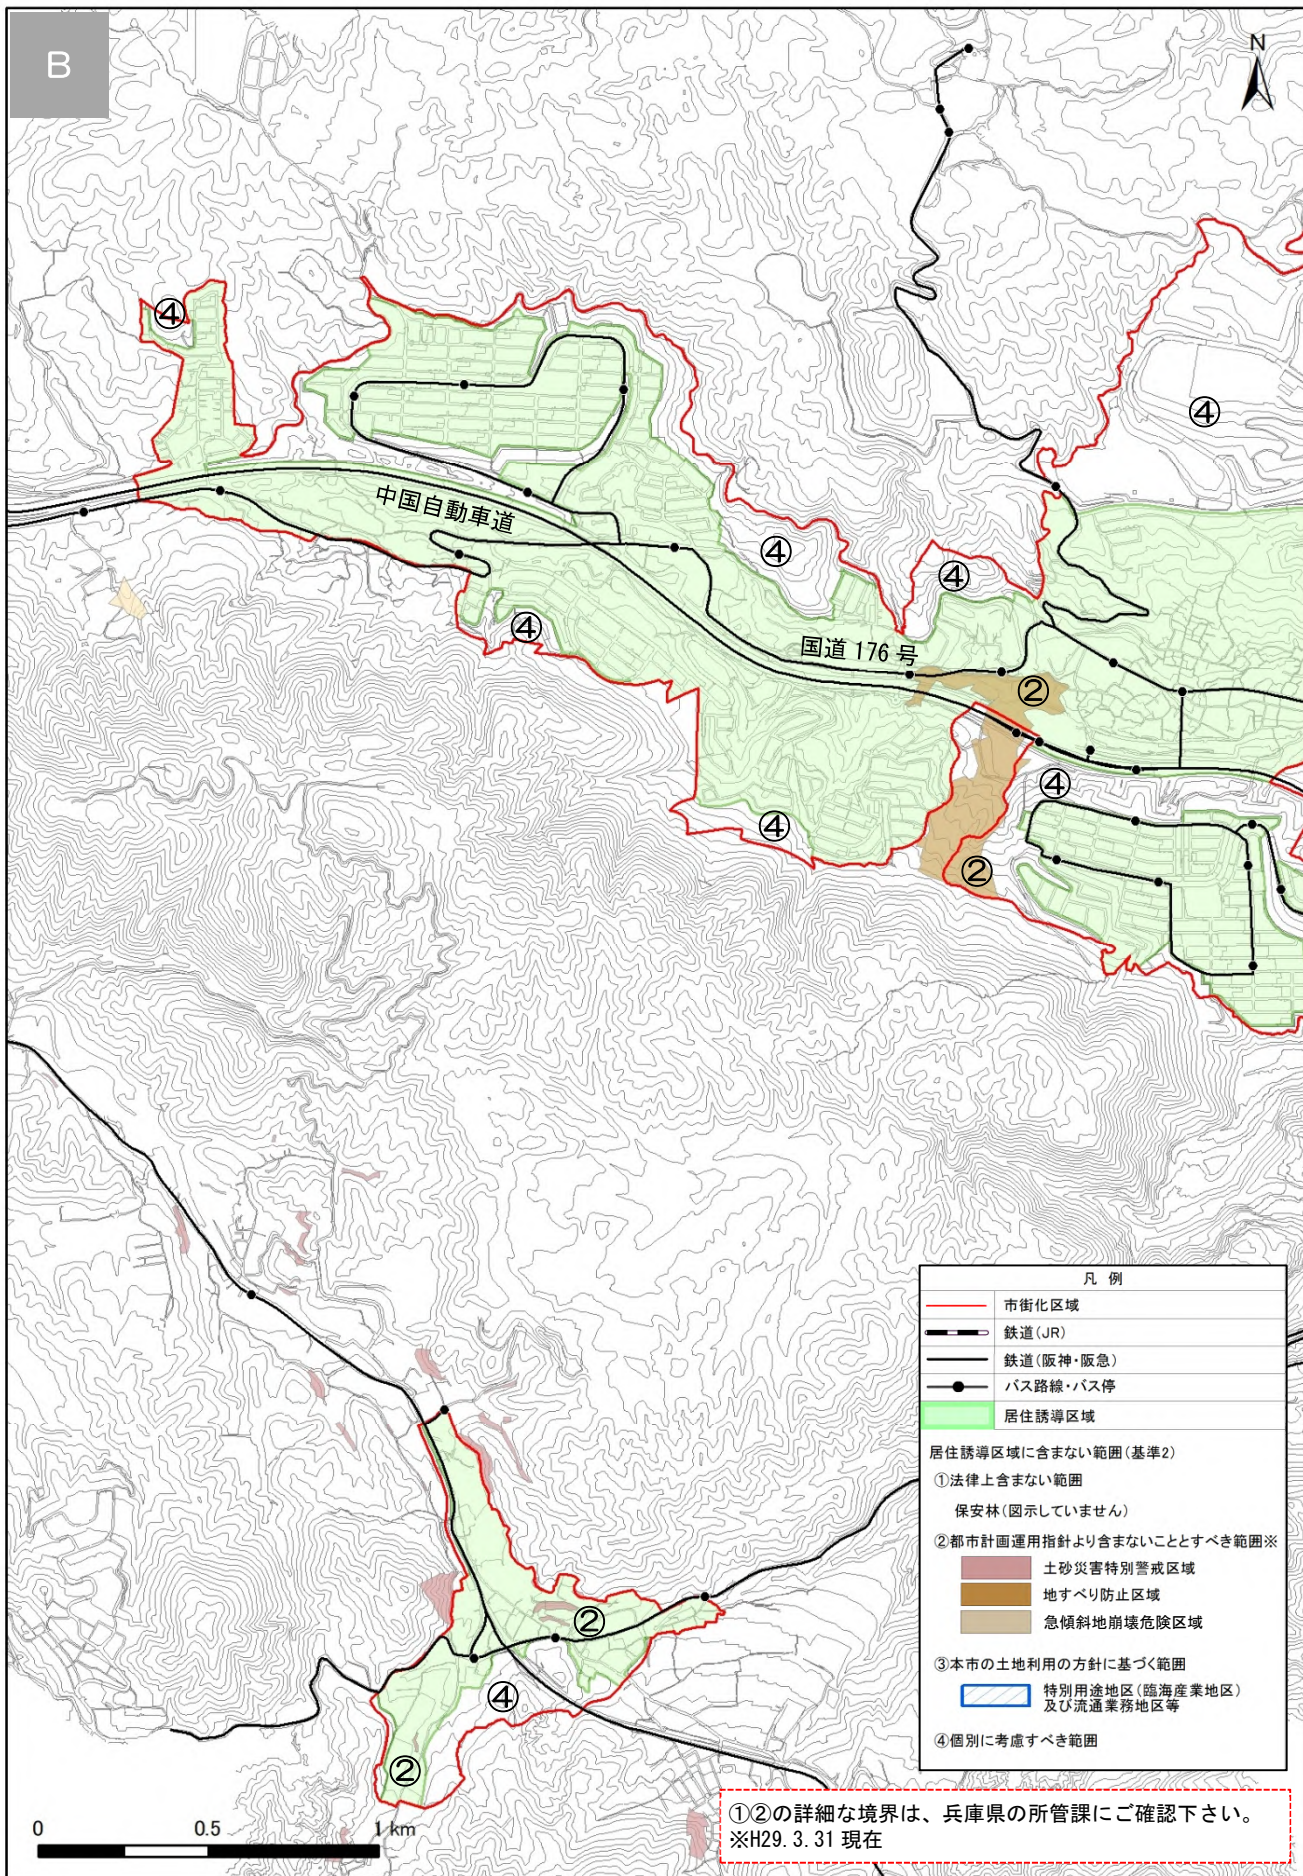 B
N
④
④
中国自動車道
④
④
④
国道 176 号
②
④
④
②
凡 例
市街化区域
鉄道(JR)
鉄道(阪神・阪急)
バス路線・バス停
居住誘導区域
居住誘導区域に含まない範囲(基準2)
①法律上含まない範囲
保安林(図示していません)
②都市計画運用指針より含まないこととすべき範囲※
土砂災害特別警戒区域
地すべり防止区域
急傾斜地崩壊危険区域
③本市の土地利用の方針に基づく範囲
特別用途地区(臨海産業地区)
及び流通業務地区等
④個別に考慮すべき範囲
②
④
②
①②の詳細な境界は、兵庫県の所管課にご確認下さい。
※H29.3.31 現在
0 0.5 1 km